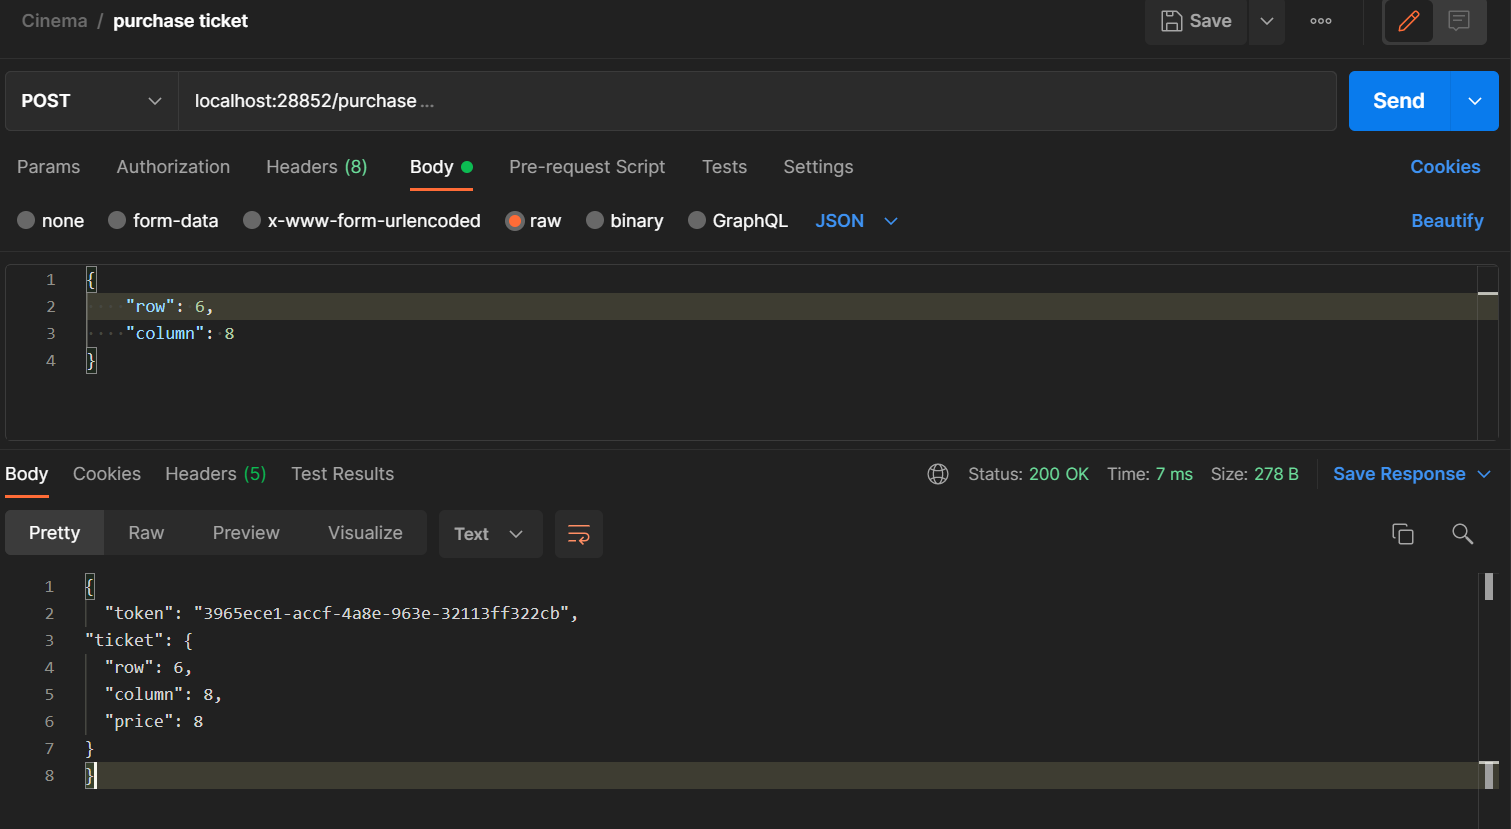 Cinema / purchase ticket
Save
POST localhost:28852/purchase ... Send
Params Authorization Headers (8) Body Pre-request Script Tests Settings Cookies
none form-data x-www-form-urlencoded raw binary GraphQL JSON Beautify
1 {
2 "row": 6,
3 "column": 8
4 }
Body Cookies Headers (5) Test Results Status: 200 OK Time: 7 ms Size: 278 B Save Response
Pretty Raw Preview Visualize Text
1 {
2 "token": "3965ece1-accf-4a8e-963e-32113ff322cb",
3 "ticket": {
4 "row": 6,
5 "column": 8,
6 "price": 8
7 }
8 }